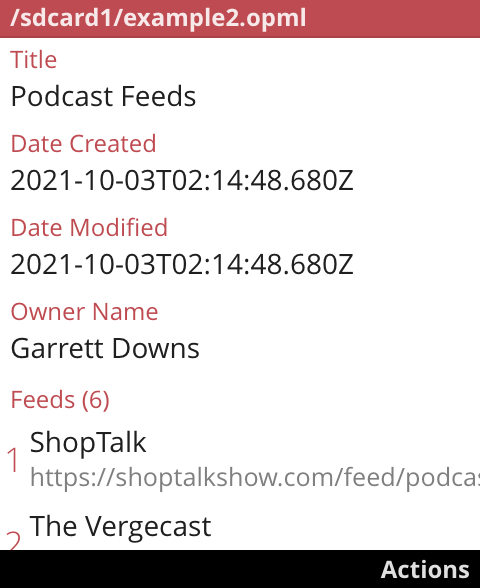 /sdcard1/example2.opml
Title
Podcast Feeds
Date Created
2021-10-03T02:14:48.680Z
Date Modified
2021-10-03T02:14:48.680Z
Owner Name
Garrett Downs
Feeds (6)
1
ShopTalk
https://shoptalkshow.com/feed/podcas
2
The Vergecast
Actions